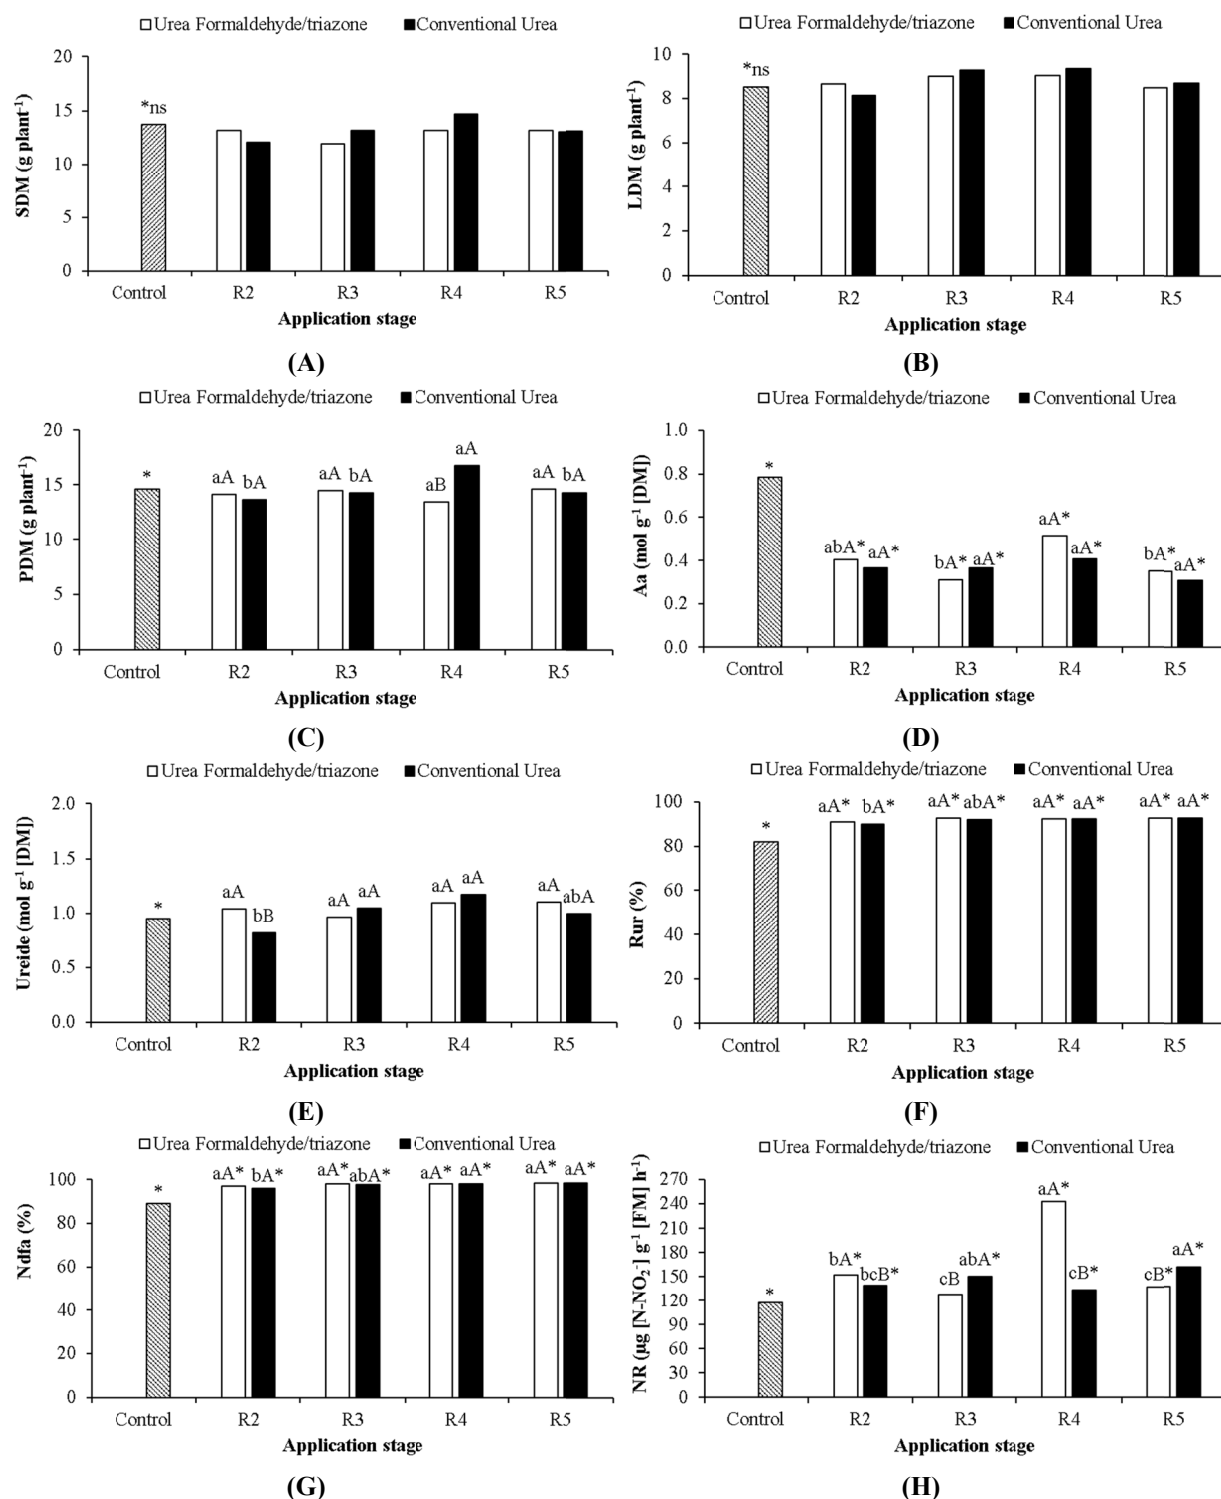 Urea Formaldehyde/triazone Conventional Urea
SDM (g plant⁻¹)
20
15
10
5
0
*ns
Control R2 R3 R4 R5
Application stage
(A)
Urea Formaldehyde/triazone Conventional Urea
LDM (g plant⁻¹)
10
8
6
4
2
0
*ns
Control R2 R3 R4 R5
Application stage
(B)
Urea Formaldehyde/triazone Conventional Urea
PDM (g plant⁻¹)
20
15
10
5
0
* aA bA aA bA aB aA aA bA
Control R2 R3 R4 R5
Application stage
(C)
Urea Formaldehyde/triazone Conventional Urea
Aa (mol g⁻¹ [DM])
1.0
0.8
0.6
0.4
0.2
0.0
* abA* aA* bA* aA* aA* aA* bA* aA*
Control R2 R3 R4 R5
Application stage
(D)
Urea Formaldehyde/triazone Conventional Urea
Ureide (mol g⁻¹ [DM])
2.0
1.5
1.0
0.5
0.0
* aA bB aA aA aA aA aA abA
Control R2 R3 R4 R5
Application stage
(E)
Urea Formaldehyde/triazone Conventional Urea
Rur (%)
100
80
60
40
20
0
* aA* bA* aA* abA* aA* aA* aA* aA*
Control R2 R3 R4 R5
Application stage
(F)
Urea Formaldehyde/triazone Conventional Urea
Ndfa (%)
100
80
60
40
20
0
* aA* bA* aA* abA* aA* aA* aA* aA*
Control R2 R3 R4 R5
Application stage
(G)
Urea Formaldehyde/triazone Conventional Urea
NR (µg [N-NO₂⁻] g⁻¹ [FM] h⁻¹
270
240
210
180
150
120
90
60
30
0
* bA* bcB* cB abA* aA* cB* cB* aA*
Control R2 R3 R4 R5
Application stage
(H)